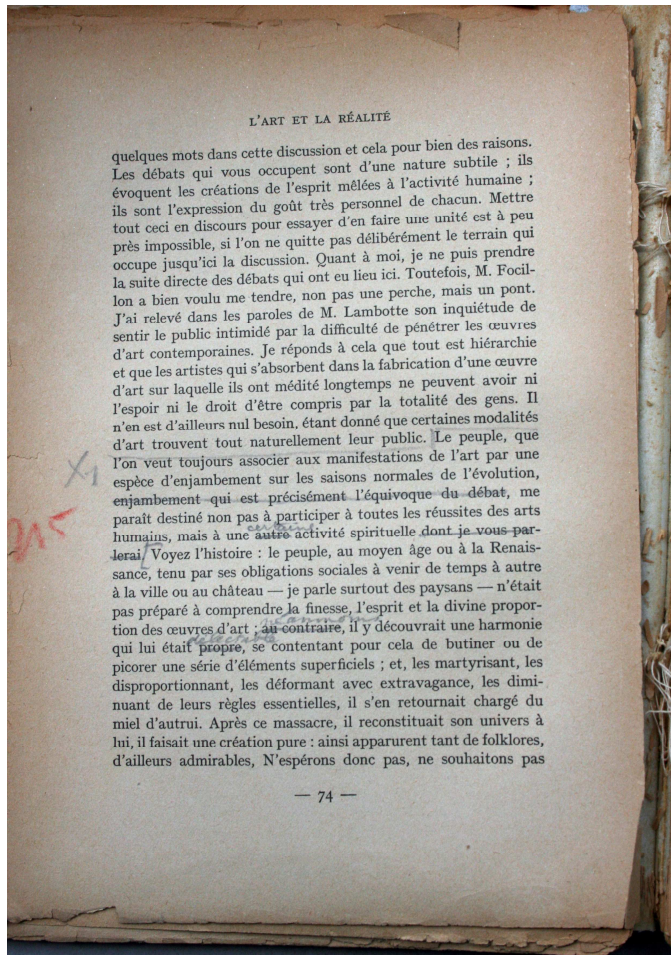 L'ART ET LA RÉALITÉ
quelques mots dans cette discussion et cela pour bien des raisons.
Les débats qui vous occupent sont d'une nature subtile ; ils
évoquent les créations de l'esprit mêlées à l'activité humaine ;
ils sont l'expression du goût très personnel de chacun. Mettre
tout ceci en discours pour essayer d'en faire une unité est à peu
près impossible, si l'on ne quitte pas délibérément le terrain qui
occupe jusqu'ici la discussion. Quant à moi, je ne puis prendre
la suite directe des débats qui ont eu lieu ici. Toutefois, M. Focil-
lon a bien voulu me tendre, non pas une perche, mais un pont.
J'ai relevé dans les paroles de M. Lambotte son inquiétude de
sentir le public intimidé par la difficulté de pénétrer les œuvres
d'art contemporaines. Je réponds à cela que tout est hiérarchie
et que les artistes qui s'absorbent dans la fabrication d'une œuvre
d'art sur laquelle ils ont médité longtemps ne peuvent avoir ni
l'espoir ni le droit d'être compris par la totalité des gens. Il
n'en est d'ailleurs nul besoin, étant donné que certaines modalités
d'art trouvent tout naturellement leur public. Le peuple, que
X1
l'on veut toujours associer aux manifestations de l'art par une
espèce d'enjambement sur les saisons normales de l'évolution,
enjambement qui est précisément l'équivoque du débat, me
paraît destiné non pas à participer à toutes les réussites des arts
certaine
215
humains, mais à une autre activité spirituelle dont je vous par-
lerai. [Voyez l'histoire : le peuple, au moyen âge ou à la Renais-
sance, tenu par ses obligations sociales à venir de temps à autre
à la ville ou au château — je parle surtout des paysans — n'était
pas préparé à comprendre la finesse, l'esprit et la divine propor-
néanmoins
tion des œuvres d'art ; au contraire, il y découvrait une harmonie
délectable
qui lui était propre, se contentant pour cela de butiner ou de
picorer une série d'éléments superficiels ; et, les martyrisant, les
disproportionnant, les déformant avec extravagance, les dimi-
nuant de leurs règles essentielles, il s'en retournait chargé du
miel d'autrui. Après ce massacre, il reconstituait son univers à
lui, il faisait une création pure : ainsi apparurent tant de folklores,
d'ailleurs admirables, N'espérons donc pas, ne souhaitons pas
— 74 —